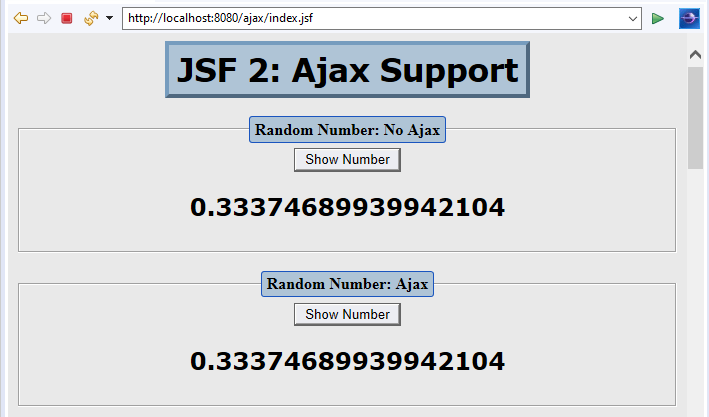 http://localhost:8080/ajax/index.jsf
JSF 2: Ajax Support
Random Number: No Ajax
Show Number
0.33374689939942104
Random Number: Ajax
Show Number
0.33374689939942104